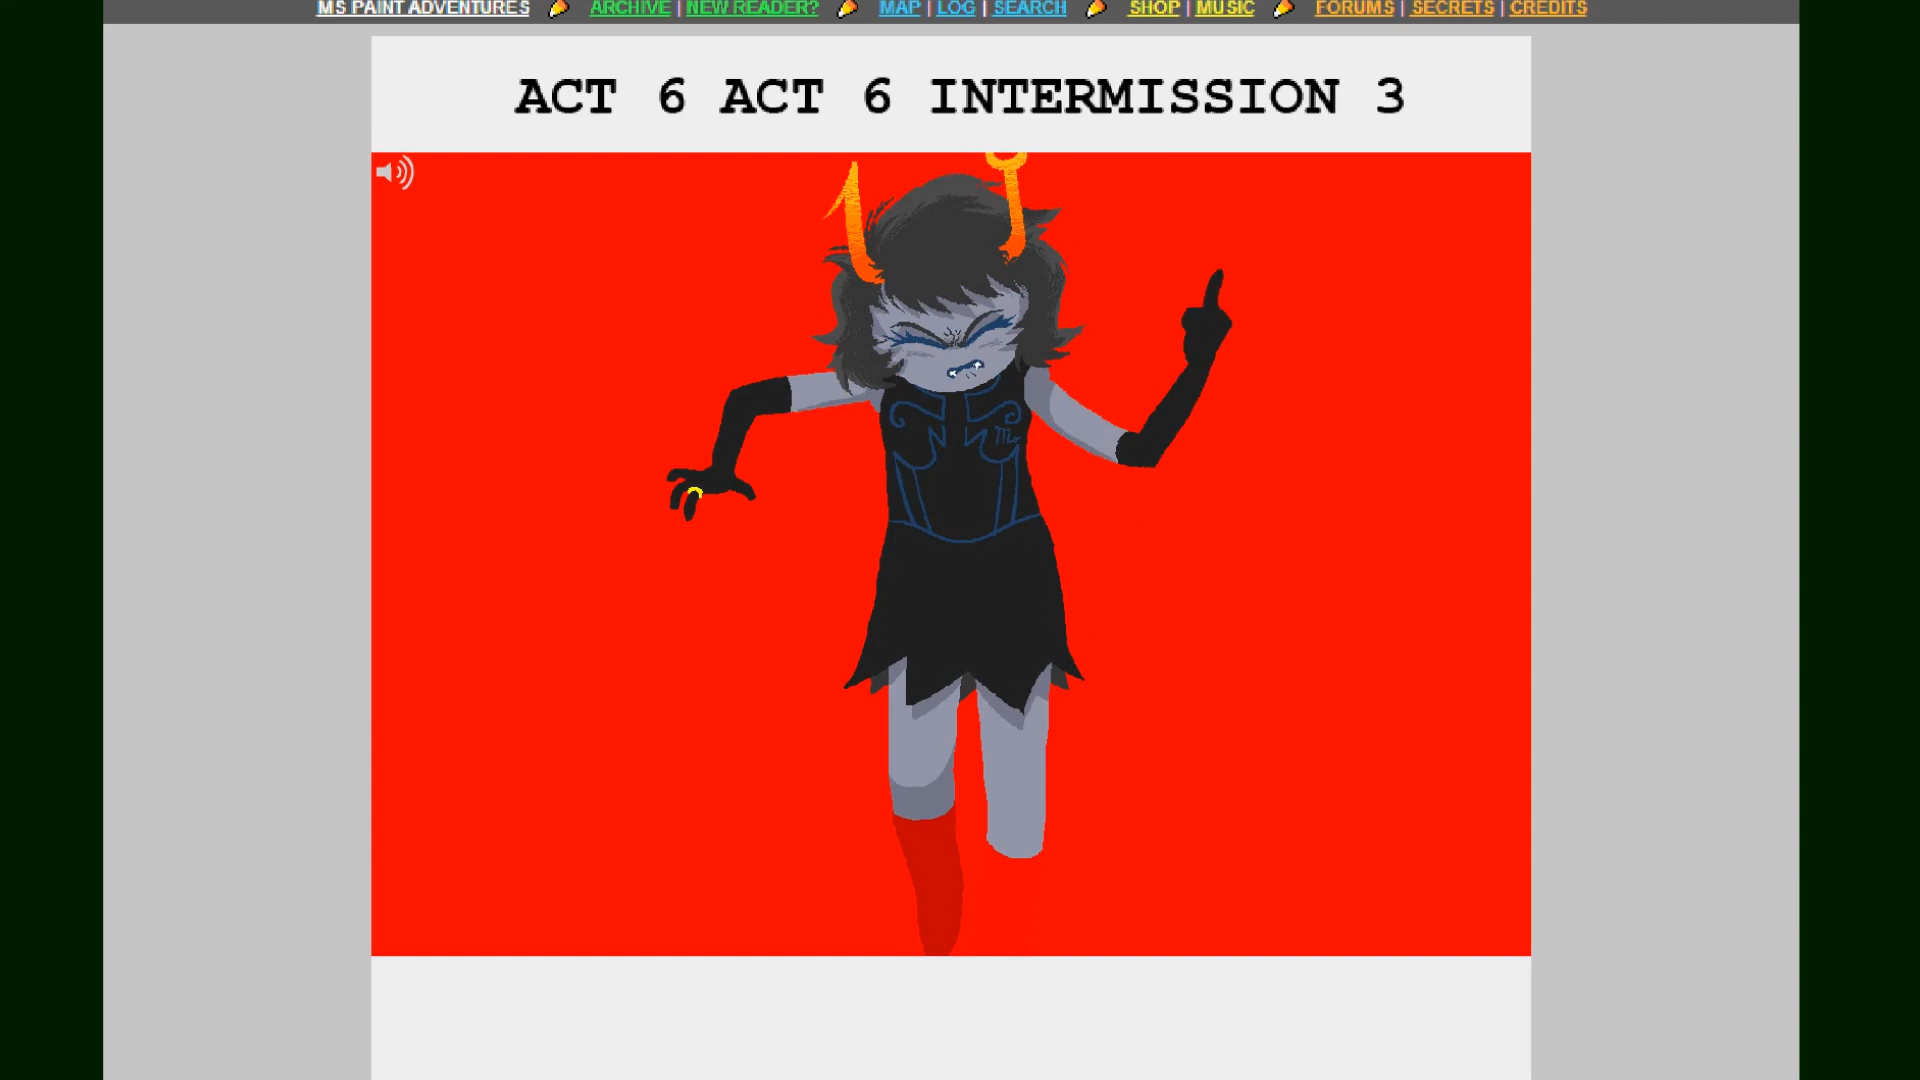 MS PAINT ADVENTURES ARCHIVE | NEW READER? MAP | LOG | SEARCH SHOP | MUSIC FORUMS | SECRETS | CREDITS
ACT 6 ACT 6 INTERMISSION 3